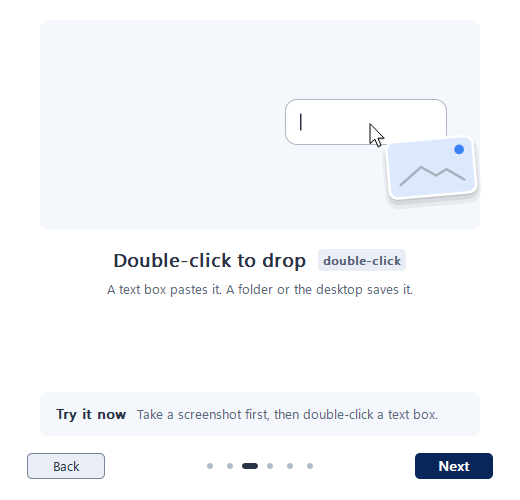 Double-click to drop double-click
A text box pastes it. A folder or the desktop saves it.
Try it now Take a screenshot first, then double-click a text box.
Back Next